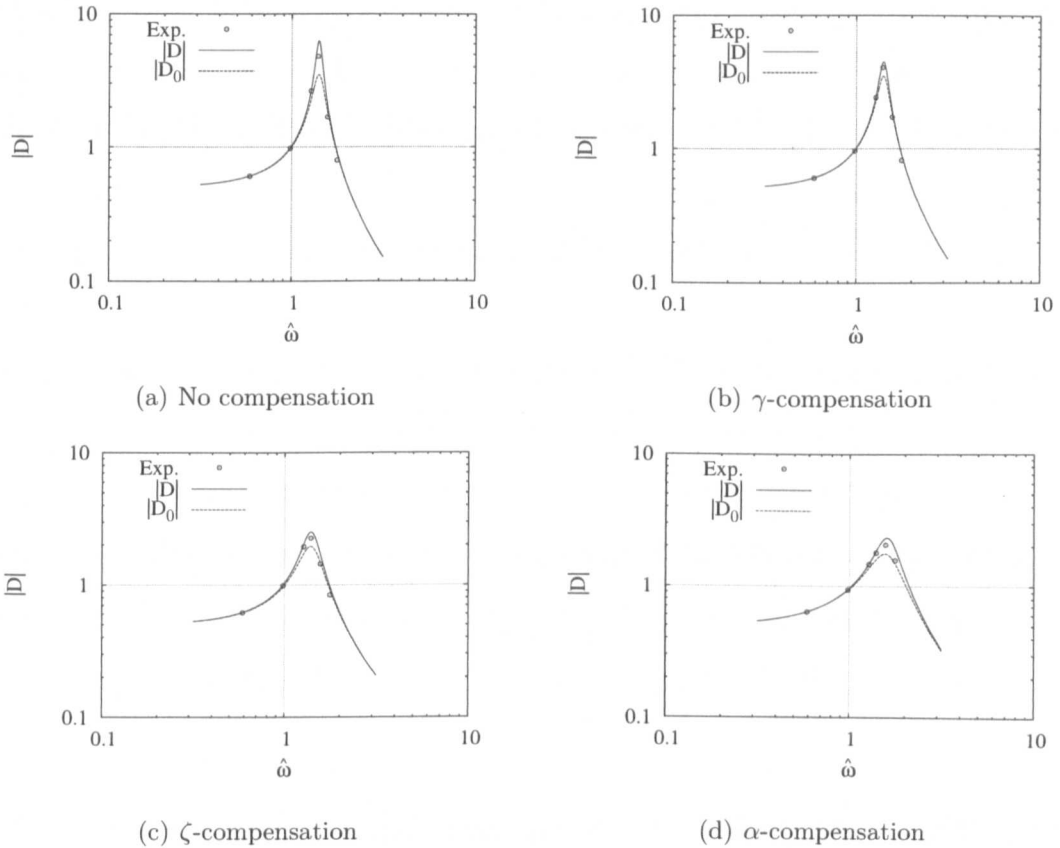 10
Exp.
|D|
|D₀|
|D|
1
0.1
0.1
1
10
ω̂
(a) No compensation
10
Exp.
|D|
|D₀|
|D|
1
0.1
0.1
1
10
ω̂
(b) γ-compensation
10
Exp.
|D|
|D₀|
|D|
1
0.1
0.1
1
10
ω̂
(c) ζ-compensation
10
Exp.
|D|
|D₀|
|D|
1
0.1
0.1
1
10
ω̂
(d) α-compensation